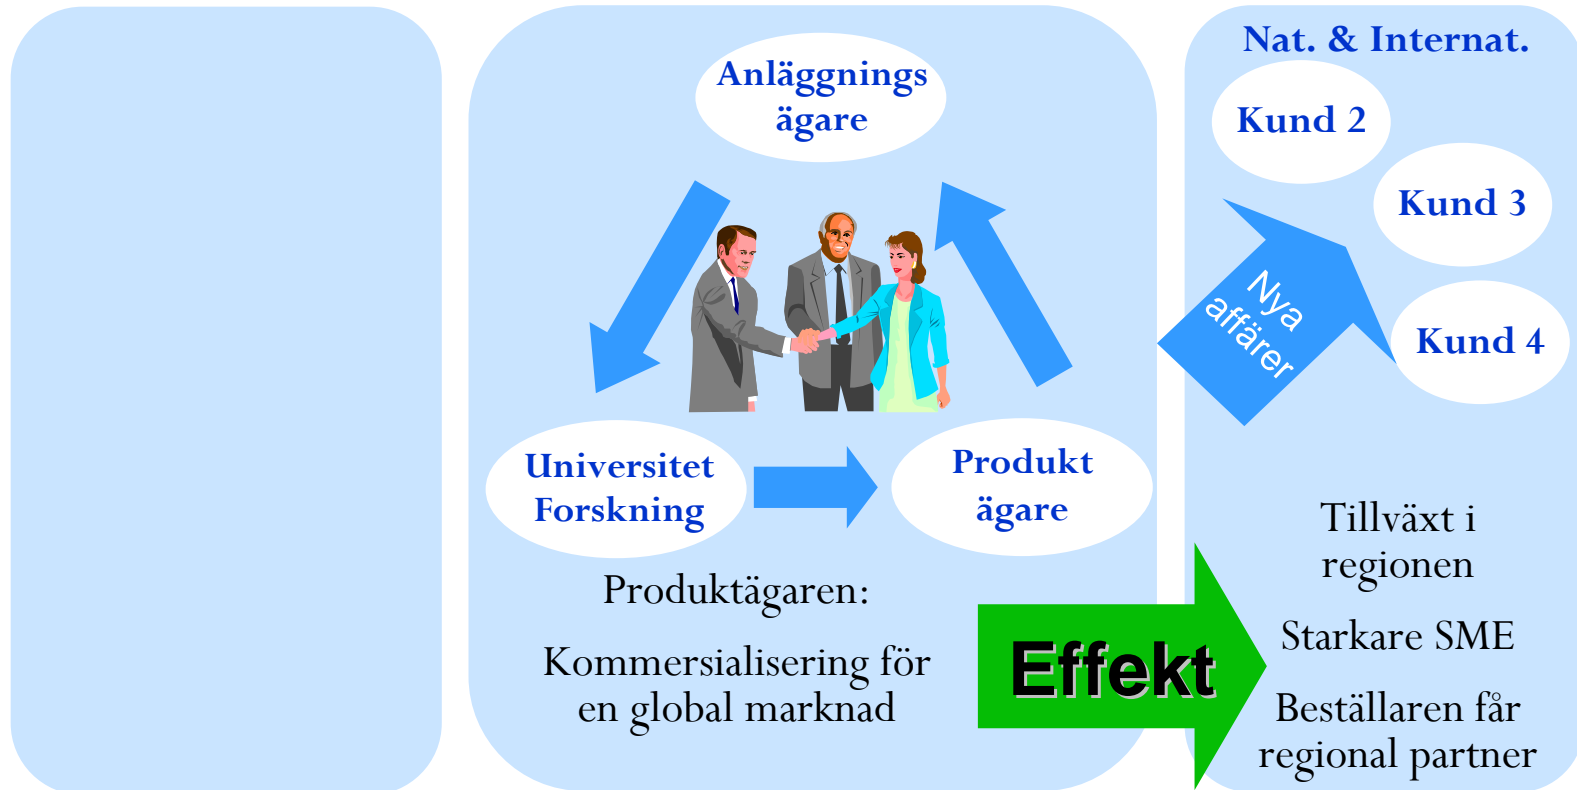 Anläggnings
ägare
Universitet
Forskning
Produkt
ägare
Produktägaren:
Kommersialisering för
en global marknad
Effekt
Nat. & Internat.
Kund 2
Kund 3
Kund 4
Nya
affärer
Tillväxt i
regionen
Starkare SME
Beställaren får
regional partner